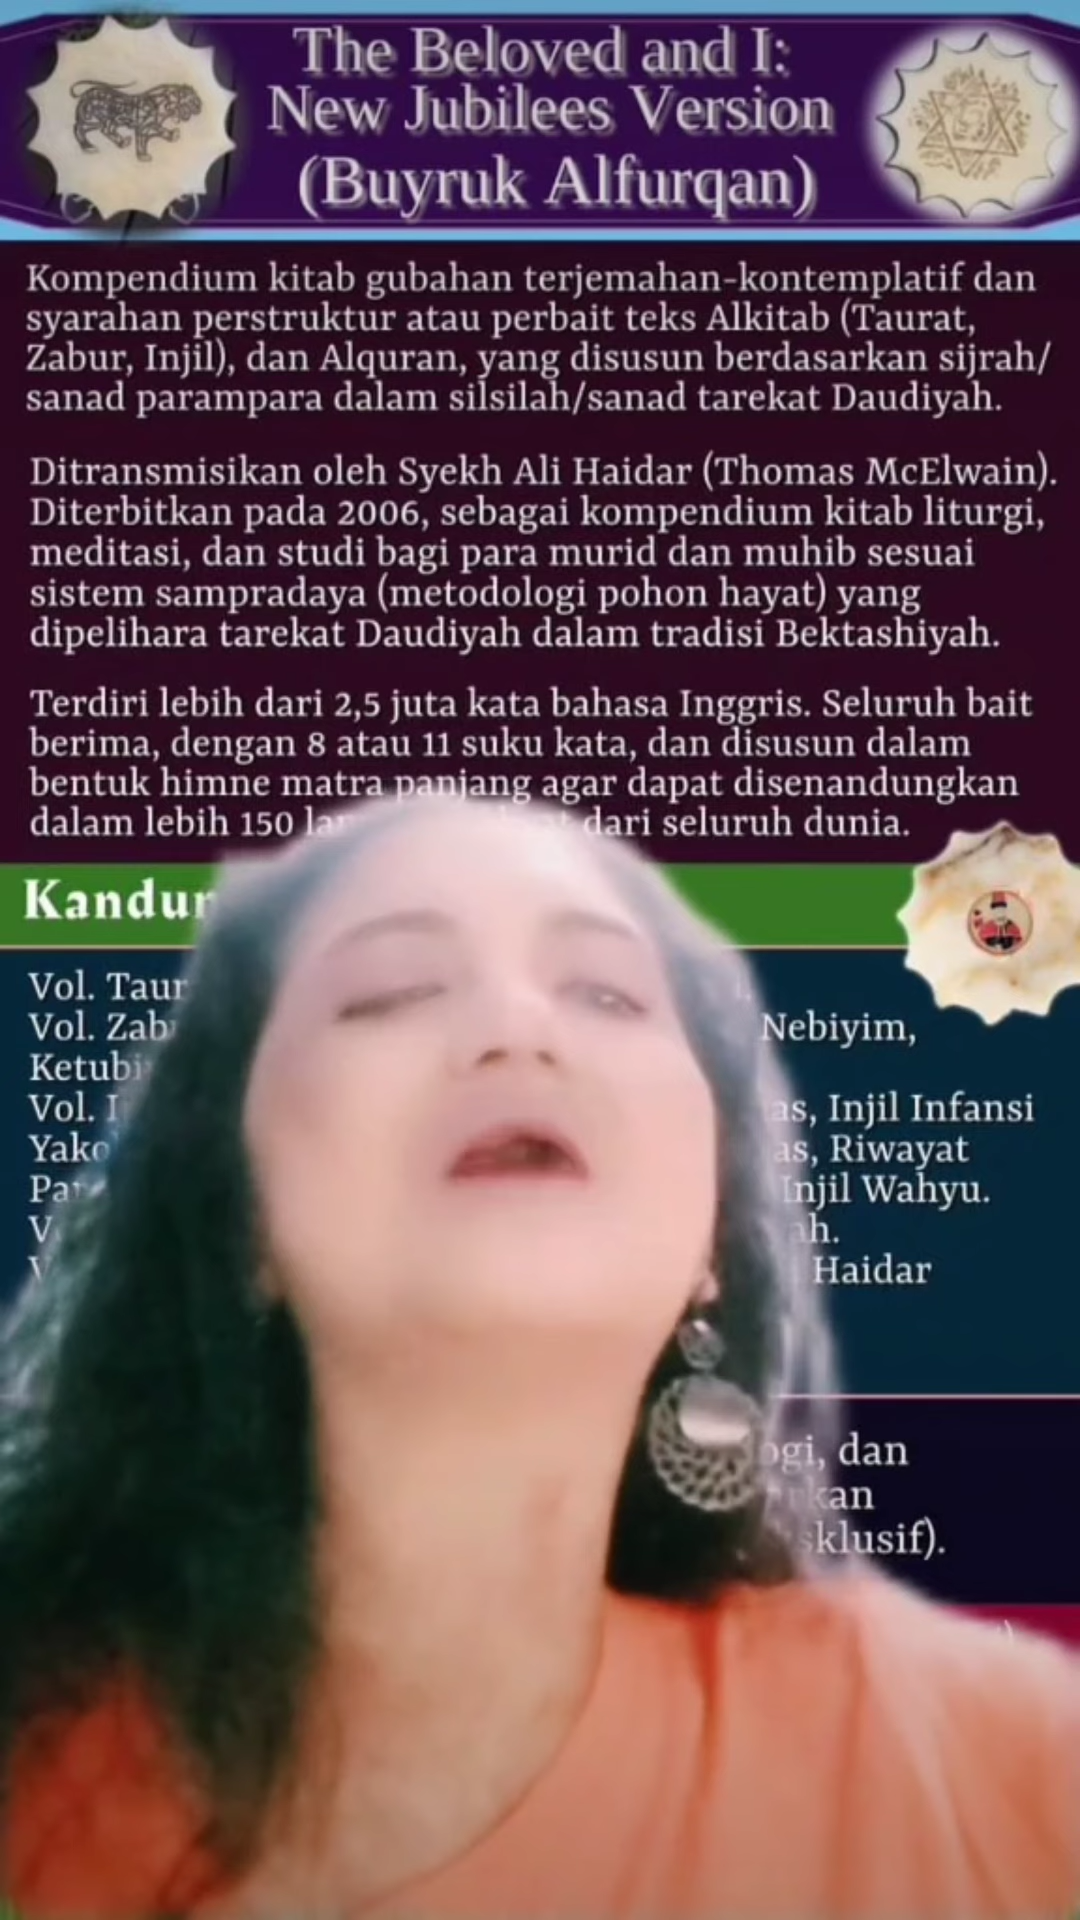 The Beloved and I:
New Jubilees Version
(Buyruk Alfurqan)
Kompendium kitab gubahan terjemahan-kontemplatif dan
syarahan perstruktur atau perbait teks Alkitab (Taurat,
Zabur, Injil), dan Alquran, yang disusun berdasarkan sijrah/
sanad parampara dalam silsilah/sanad tarekat Daudiyah.
Ditransmisikan oleh Syekh Ali Haidar (Thomas McElwain).
Diterbitkan pada 2006, sebagai kompendium kitab liturgi,
meditasi, dan studi bagi para murid dan muhib sesuai
sistem sampradaya (metodologi pohon hayat) yang
dipelihara tarekat Daudiyah dalam tradisi Bektashiyah.
Terdiri lebih dari 2,5 juta kata bahasa Inggris. Seluruh bait
berima, dengan 8 atau 11 suku kata, dan disusun dalam
bentuk himne matra panjang agar dapat disenandungkan
dalam lebih 150 dari seluruh dunia.
Vol.
Vol. Nebiyim,
Vol. Injil Infansi
Riwayat
Injil Wahyu.
Haidar
dan